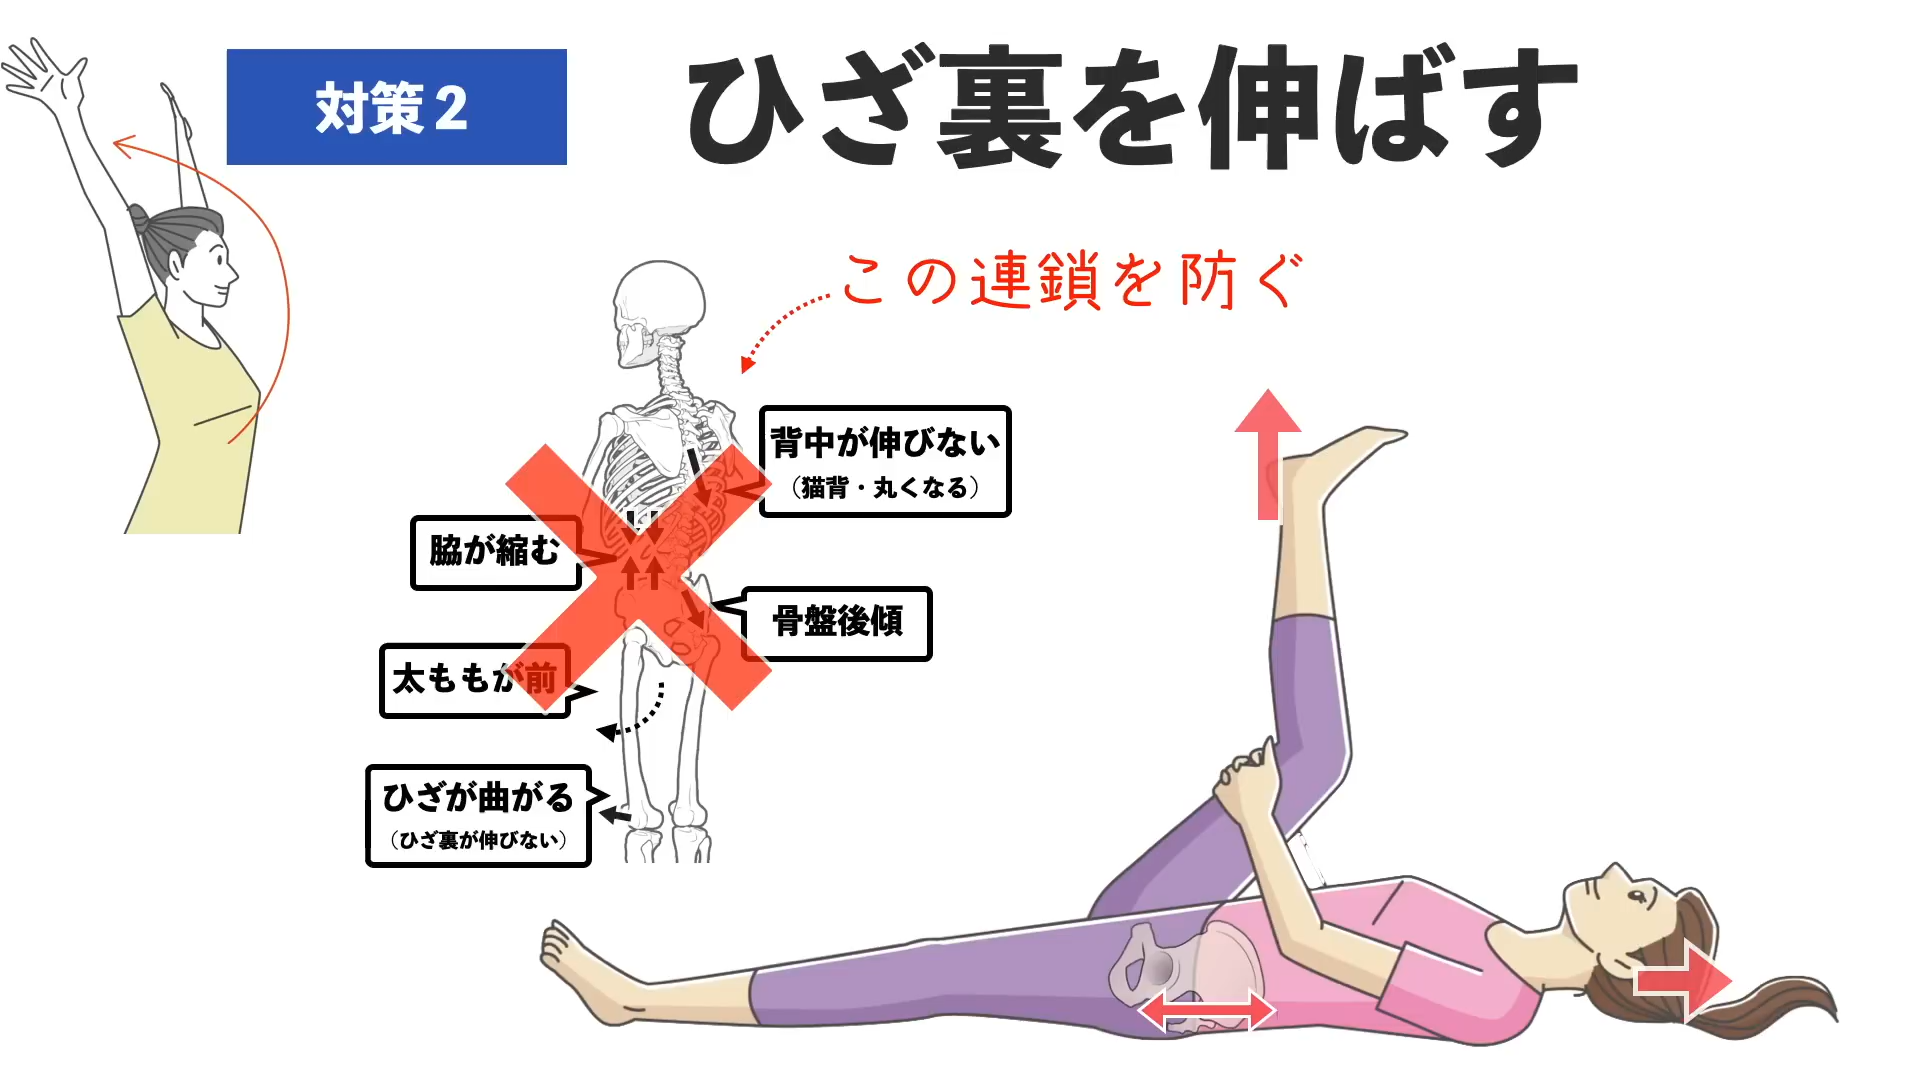 対策2
ひざ裏を伸ばす
この連鎖を防ぐ
背中が伸びない
(猫背・丸くなる)
脇が縮む
骨盤後傾
太ももが前
ひざが曲がる
(ひざ裏が伸びない)